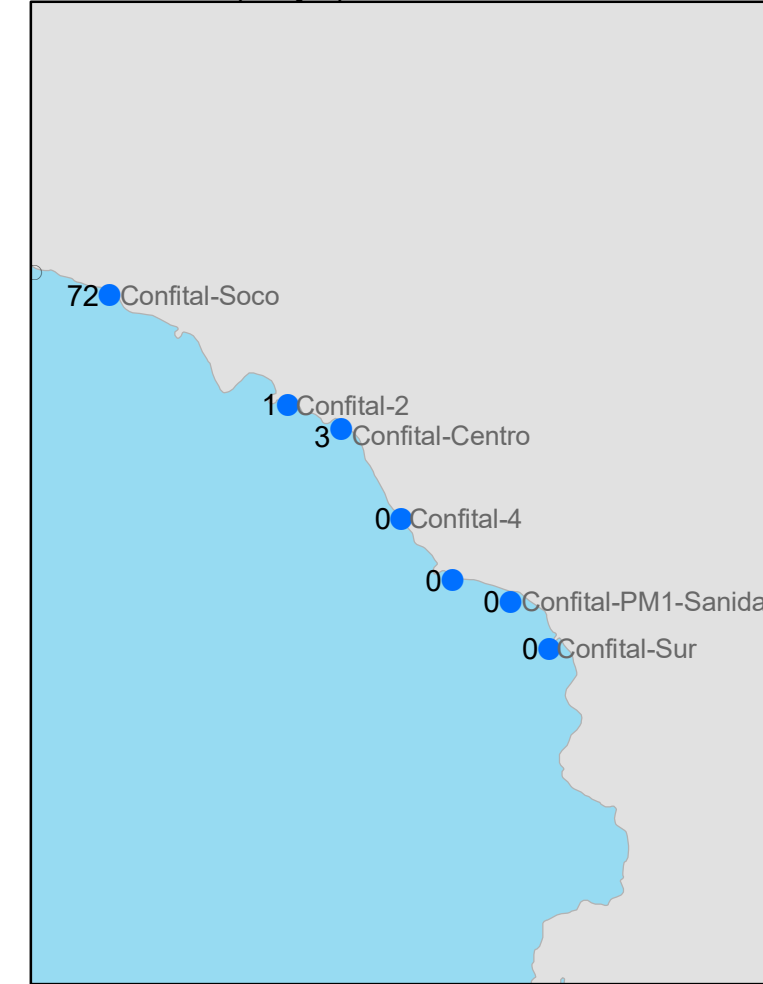 72 Confital-Soco
1 Confital-2
3 Confital-Centro
0 Confital-4
0
0 Confital-PM1-Sanida
0 Confital-Sur